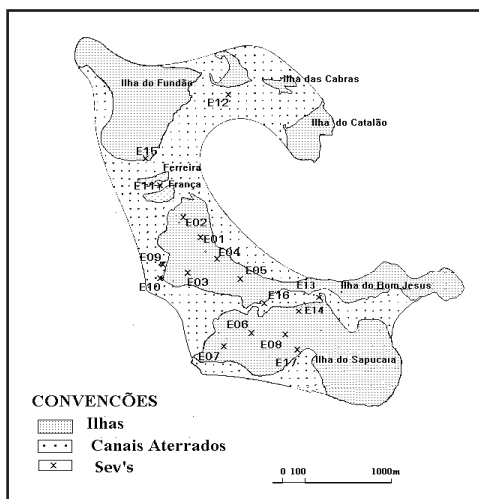 Ilha do Fundão
Ilha das Cabras
E12
Ilha do Catalão
E15
Ferreira
E11
França
E02
E01
E04
E09
E03
E05
E10
E13
Ilha do Bom Jesus
E16
E14
E06
E08
E07
E17
Ilha do Sapucaia
CONVENCÕES
Ilhas
Canais Aterrados
Sev's
0 100 1000m